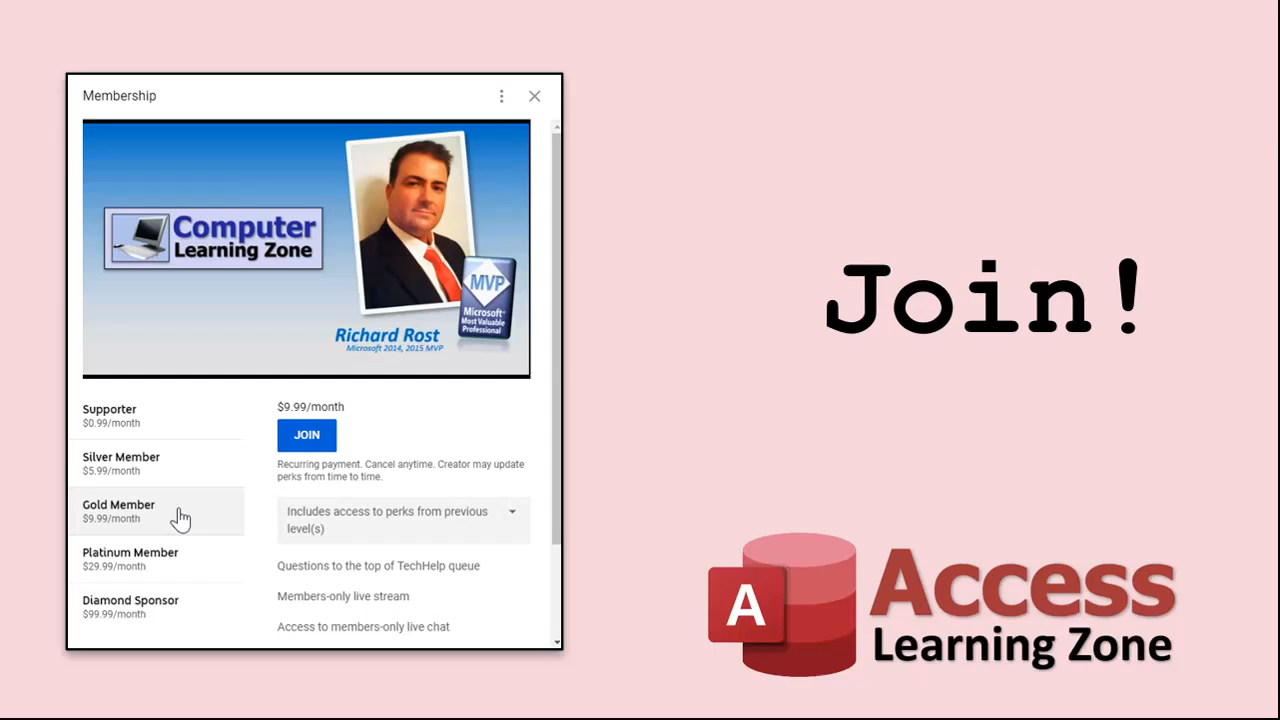 Membership
Computer
Learning Zone
MVP
Microsoft®
Most Valuable
Professional
Richard Rost
Microsoft 2014, 2015 MVP
Supporter
$0.99/month
Silver Member
$5.99/month
Gold Member
$9.99/month
Platinum Member
$29.99/month
Diamond Sponsor
$99.99/month
$9.99/month
JOIN
Recurring payment. Cancel anytime. Creator may update
perks from time to time.
Includes access to perks from previous
level(s)
Questions to the top of TechHelp queue
Members-only live stream
Access to members-only live chat
Join!
A
Access
Learning Zone